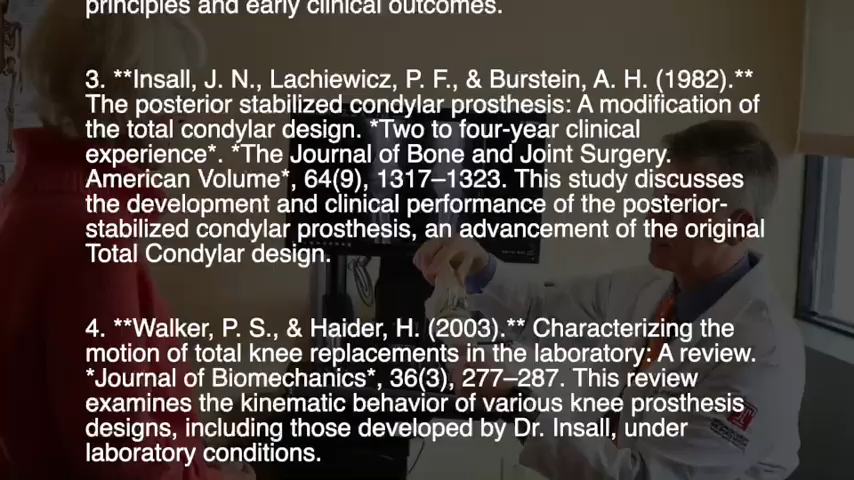 principles and early clinical outcomes.
3. **Insall, J. N., Lachiewicz, P. F., & Burstein, A. H. (1982).**
The posterior stabilized condylar prosthesis: A modification of
the total condylar design. *Two to four-year clinical
experience*. *The Journal of Bone and Joint Surgery.
American Volume*, 64(9), 1317–1323. This study discusses
the development and clinical performance of the posterior-
stabilized condylar prosthesis, an advancement of the original
Total Condylar design.
4. **Walker, P. S., & Haider, H. (2003).** Characterizing the
motion of total knee replacements in the laboratory: A review.
*Journal of Biomechanics*, 36(3), 277–287. This review
examines the kinematic behavior of various knee prosthesis
designs, including those developed by Dr. Insall, under
laboratory conditions.